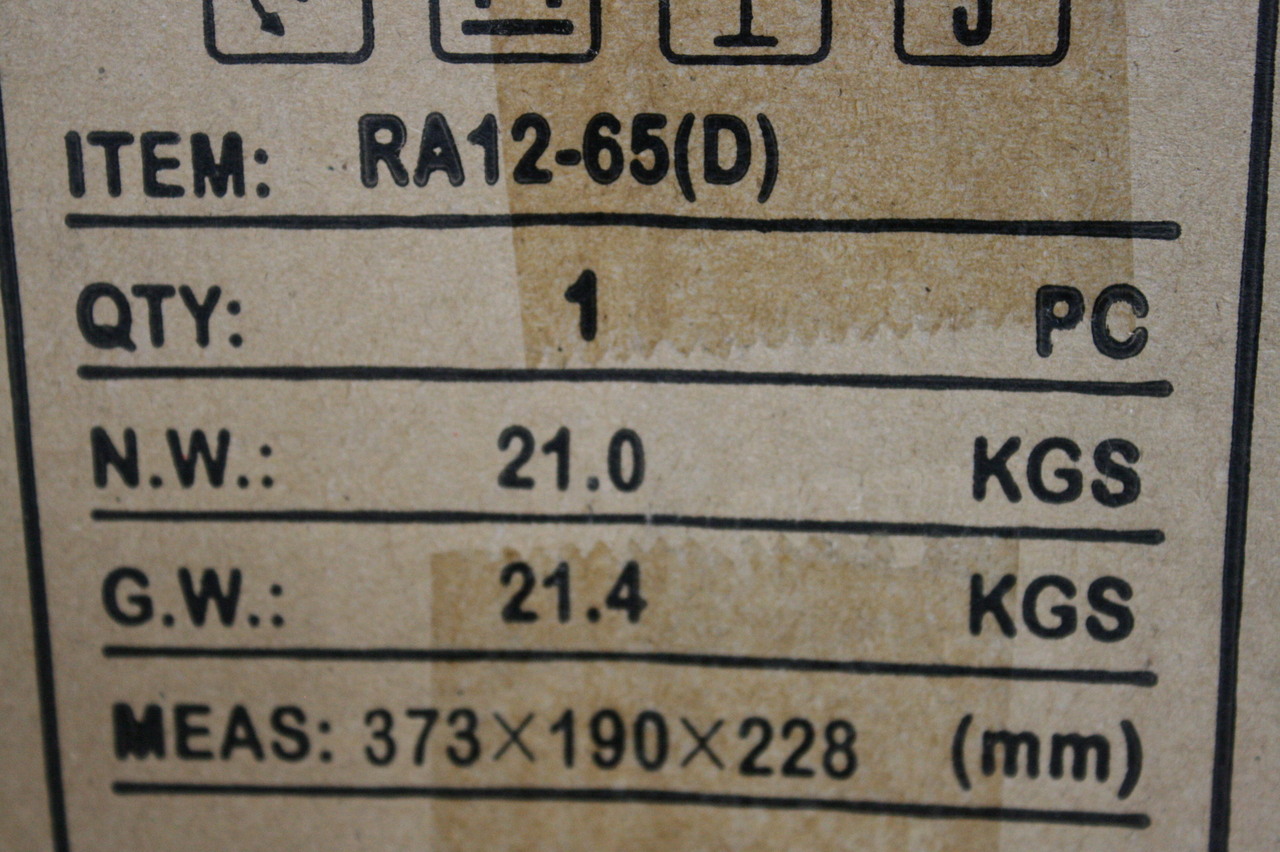 ITEM: RA12-65(D)
QTY: 1 PC
N.W.: 21.0 KGS
G.W.: 21.4 KGS
MEAS: 373×190×228 (mm)